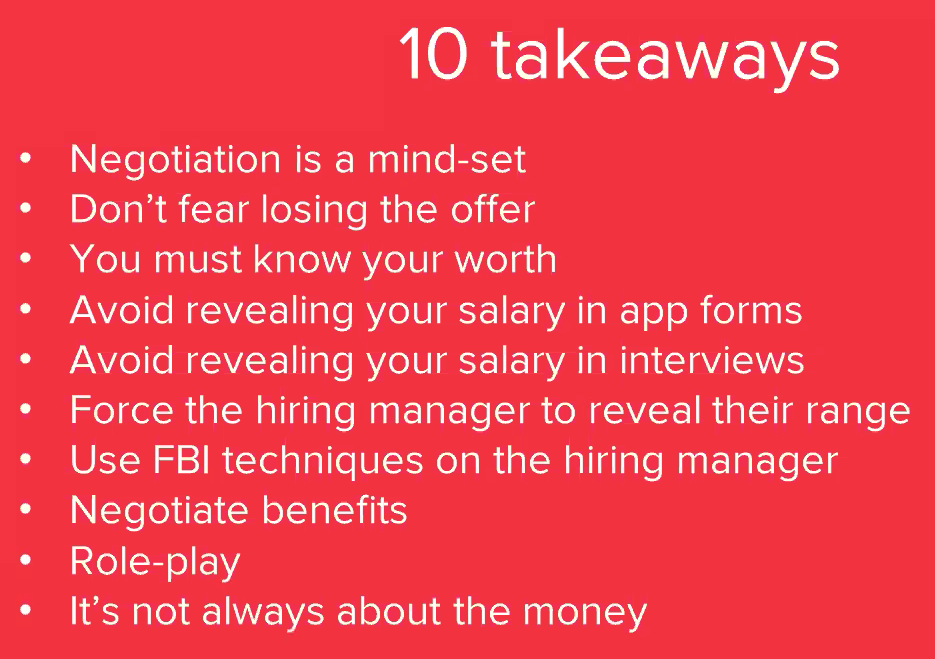 10 takeaways
• Negotiation is a mind-set
• Don’t fear losing the offer
• You must know your worth
• Avoid revealing your salary in app forms
• Avoid revealing your salary in interviews
• Force the hiring manager to reveal their range
• Use FBI techniques on the hiring manager
• Negotiate benefits
• Role-play
• It’s not always about the money